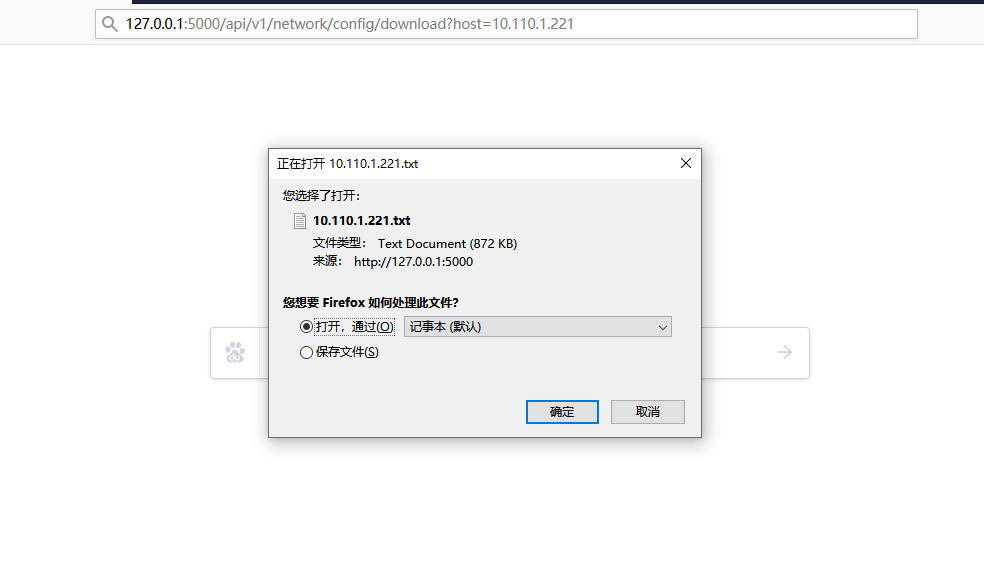 127.0.0.1:5000/api/v1/network/config/download?host=10.110.1.221
正在打开 10.110.1.221.txt
您选择了打开：
10.110.1.221.txt
文件类型： Text Document (872 KB)
来源： http://127.0.0.1:5000
您想要 Firefox 如何处理此文件？
打开，通过(O) 记事本 (默认)
保存文件(S)
du
确定 取消